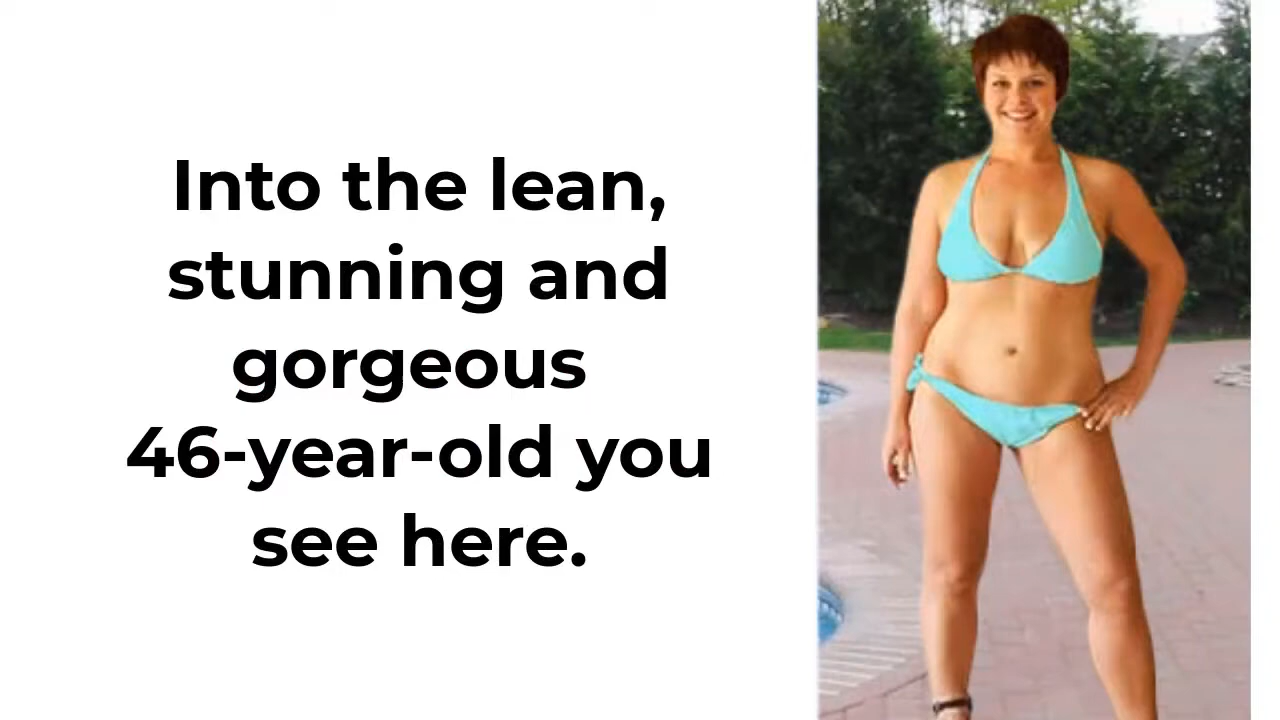 Into the lean,
stunning and
gorgeous
46-year-old you
see here.